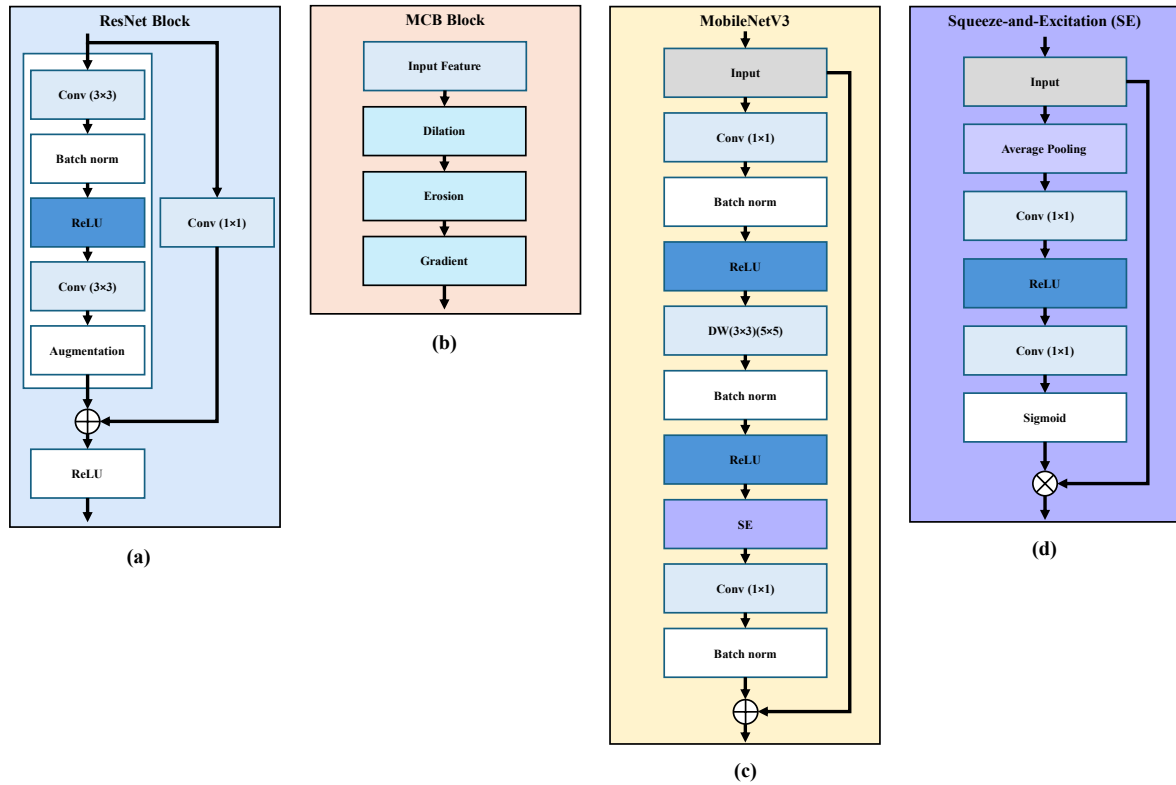 ResNet Block
Conv (3×3)
Batch norm
ReLU
Conv (3×3)
Augmentation
Conv (1×1)
ReLU
(a)
MCB Block
Input Feature
Dilation
Erosion
Gradient
(b)
MobileNetV3
Input
Conv (1×1)
Batch norm
ReLU
DW(3×3)(5×5)
Batch norm
ReLU
SE
Conv (1×1)
Batch norm
(c)
Squeeze-and-Excitation (SE)
Input
Average Pooling
Conv (1×1)
ReLU
Conv (1×1)
Sigmoid
(d)